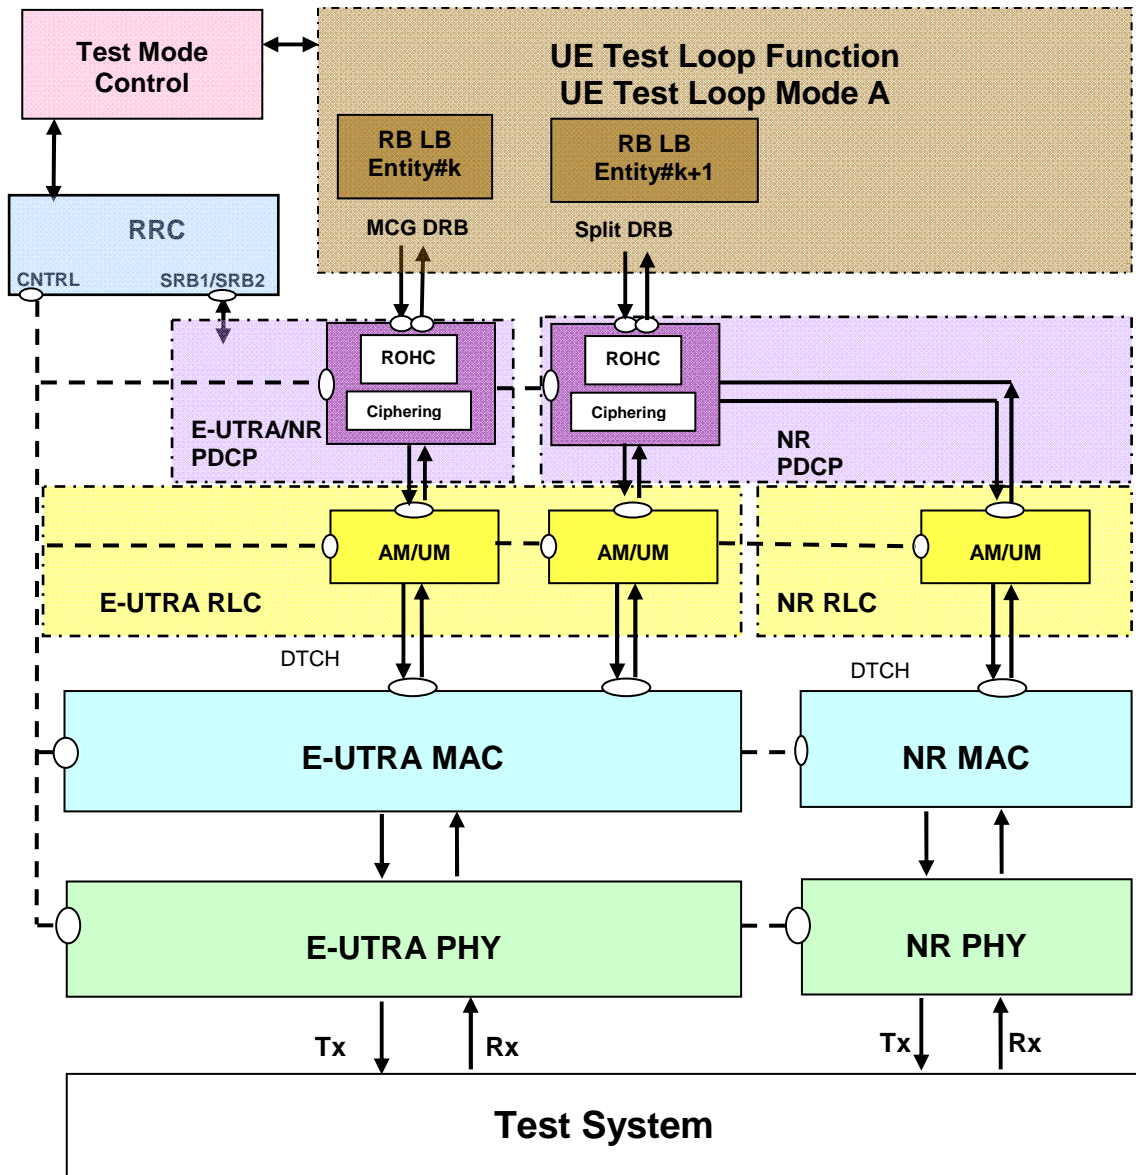 Test Mode
Control
UE Test Loop Function
UE Test Loop Mode A
RB LB
Entity#k
RB LB
Entity#k+1
MCG DRB
Split DRB
RRC
CNTRL
SRB1/SRB2
ROHC
Ciphering
ROHC
Ciphering
E-UTRA/NR
PDCP
NR
PDCP
AM/UM
AM/UM
AM/UM
E-UTRA RLC
NR RLC
DTCH
DTCH
E-UTRA MAC
NR MAC
E-UTRA PHY
NR PHY
Tx
Rx
Tx
Rx
Test System